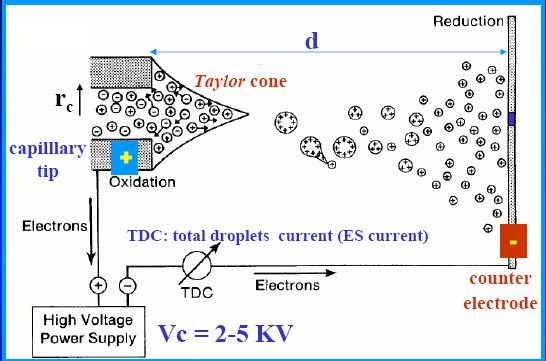 Reduction
d
Taylor cone
rc
capilllary
tip
+
Oxidation
Electrons
TDC: total droplets current (ES current)
-
+ -
TDC
Electrons
counter
electrode
High Voltage
Power Supply
Vc = 2-5 KV